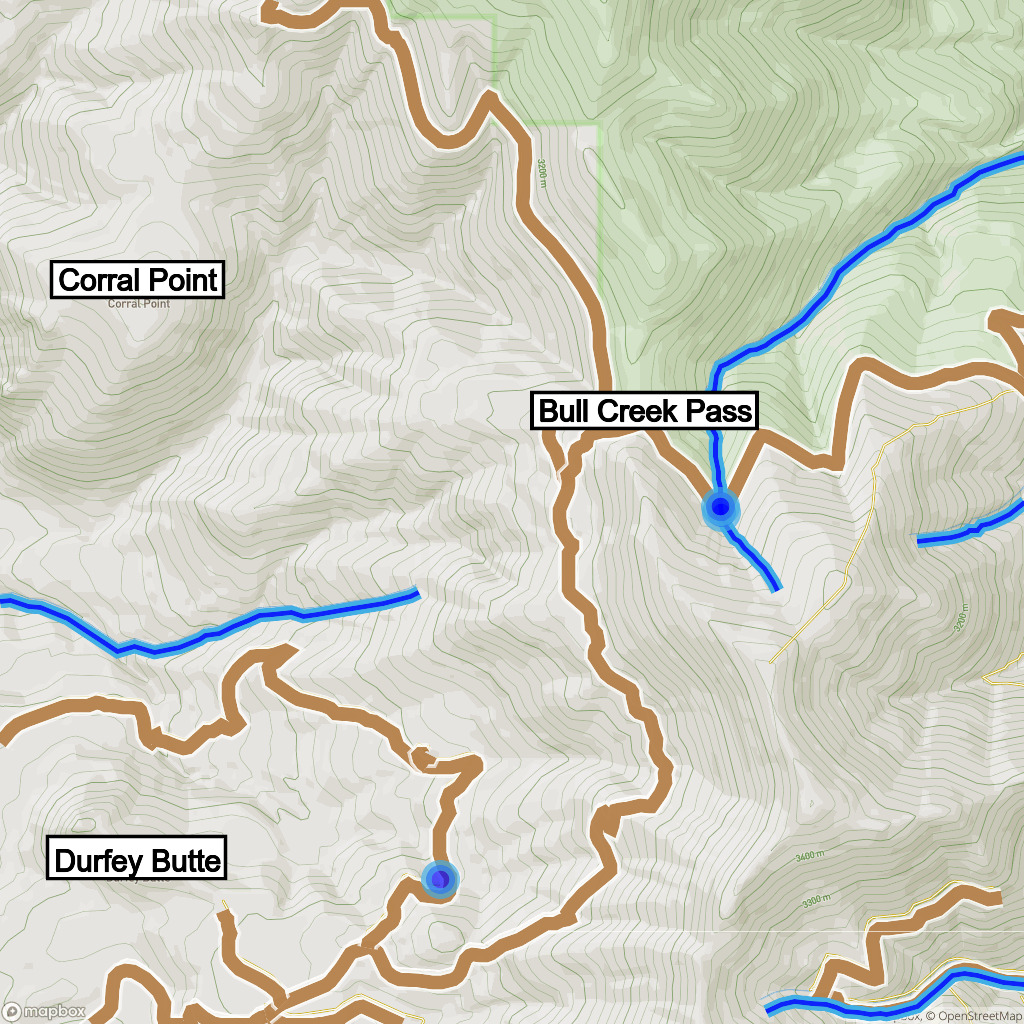 3200 m
Corral Point
Corral Point
Bull Creek Pass
3200 m
Durfey Butte
3400 m
3300 m
mapbox
© OpenStreetMap